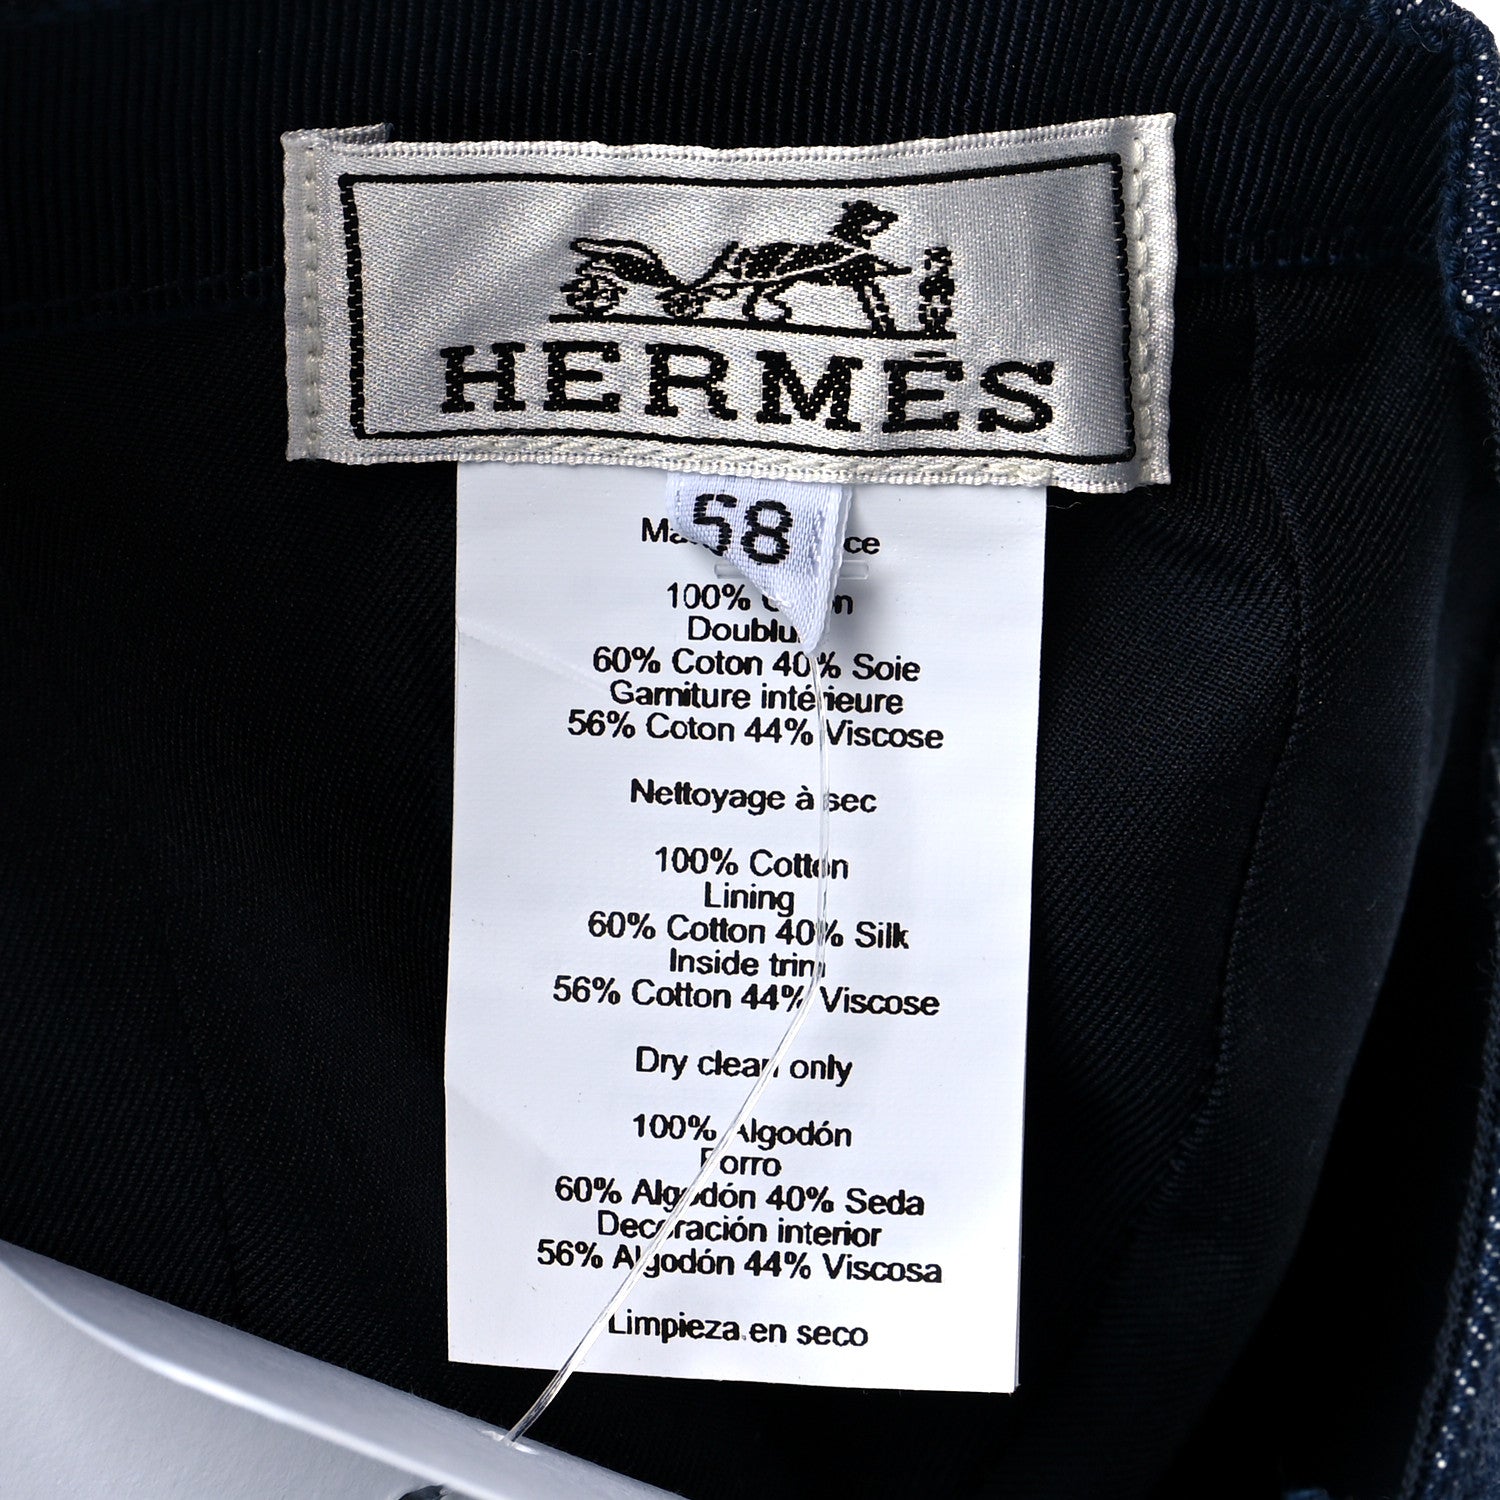 HERMÈS
58
100%
60% Coton 40% Soie
Garniture intérieure
56% Coton 44% Viscose
Nettoyage à sec
100% Cotton
Lining
60% Cotton 40% Silk
Inside trim
56% Cotton 44% Viscose
Dry clean only
100% Algodón
Forro
60% Algodón 40% Seda
Decoración interior
56% Algodón 44% Viscosa
Limpieza en seco